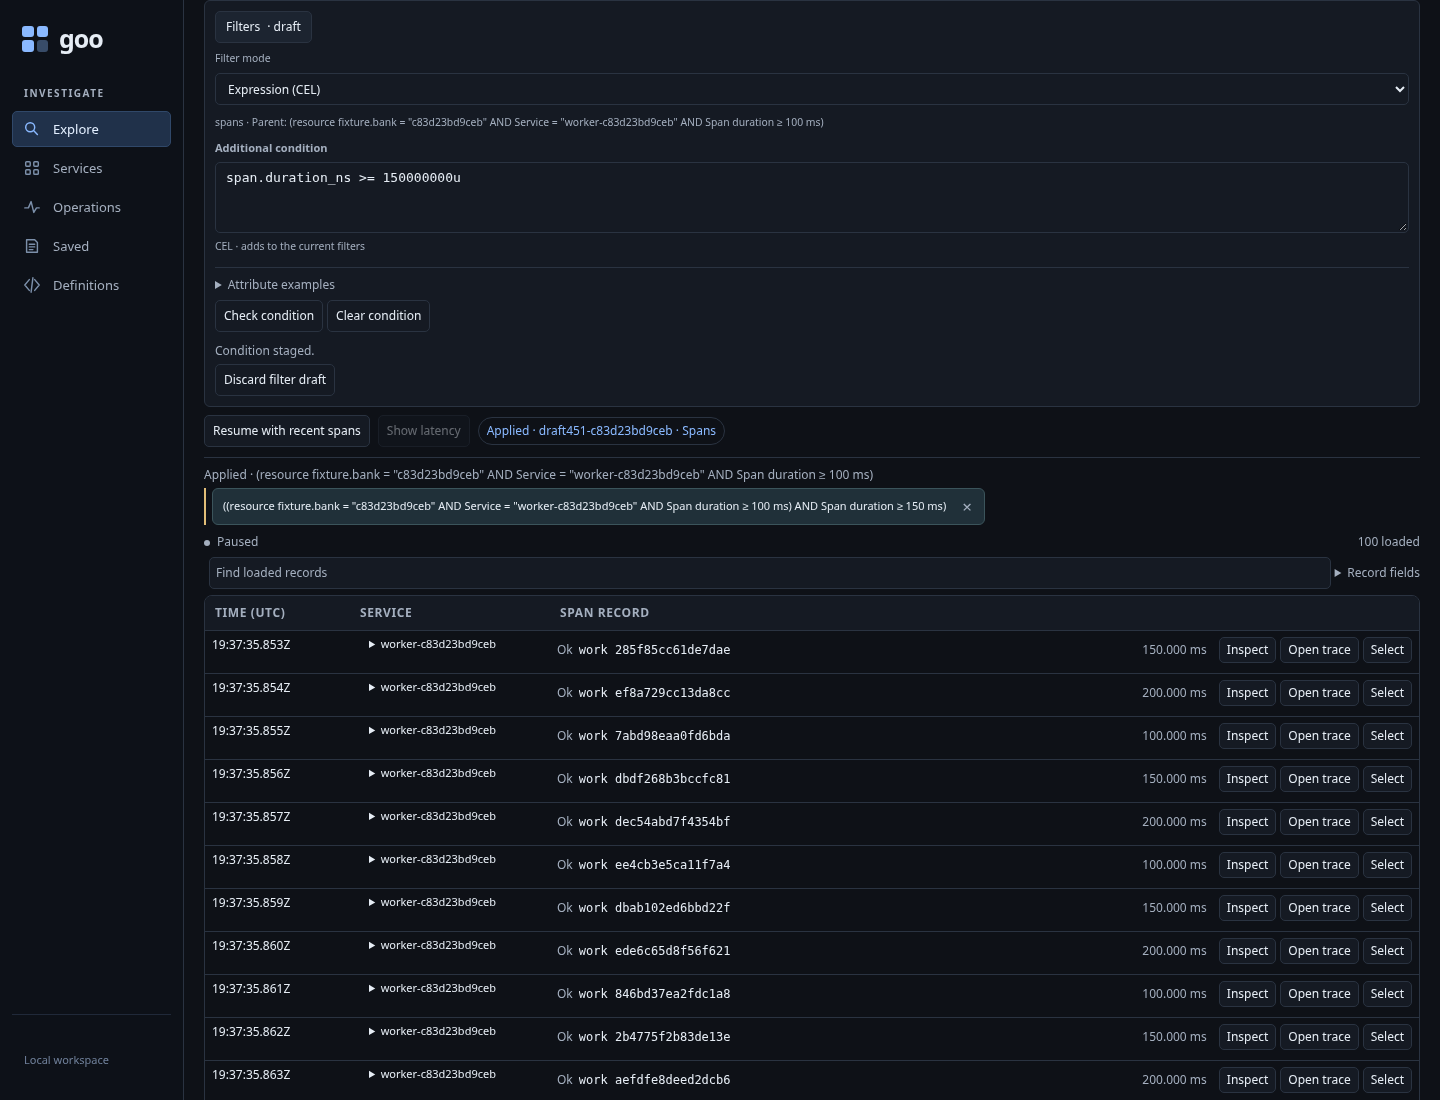 goo
INVESTIGATE
Explore
Services
Operations
Saved
Definitions
Local workspace
Filters · draft
Filter mode
Expression (CEL)
spans · Parent: (resource fixture.bank = "c83d23bd9ceb" AND Service = "worker-c83d23bd9ceb" AND Span duration ≥ 100 ms)
Additional condition
span.duration_ns >= 150000000u
CEL · adds to the current filters
Attribute examples
Check condition Clear condition
Condition staged.
Discard filter draft
Resume with recent spans Show latency Applied · draft451-c83d23bd9ceb · Spans
Applied · (resource fixture.bank = "c83d23bd9ceb" AND Service = "worker-c83d23bd9ceb" AND Span duration ≥ 100 ms)
((resource fixture.bank = "c83d23bd9ceb" AND Service = "worker-c83d23bd9ceb" AND Span duration ≥ 100 ms) AND Span duration ≥ 150 ms) ×
Paused 100 loaded
Find loaded records Record fields
TIME (UTC) SERVICE SPAN RECORD
19:37:35.853Z worker-c83d23bd9ceb Ok work 285f85cc61de7dae 150.000 ms Inspect Open trace Select
19:37:35.854Z worker-c83d23bd9ceb Ok work ef8a729cc13da8cc 200.000 ms Inspect Open trace Select
19:37:35.855Z worker-c83d23bd9ceb Ok work 7abd98eaa0fd6bda 100.000 ms Inspect Open trace Select
19:37:35.856Z worker-c83d23bd9ceb Ok work dbdf268b3bccfc81 150.000 ms Inspect Open trace Select
19:37:35.857Z worker-c83d23bd9ceb Ok work dec54abd7f4354bf 200.000 ms Inspect Open trace Select
19:37:35.858Z worker-c83d23bd9ceb Ok work ee4cb3e5ca11f7a4 100.000 ms Inspect Open trace Select
19:37:35.859Z worker-c83d23bd9ceb Ok work dbab102ed6bbd22f 150.000 ms Inspect Open trace Select
19:37:35.860Z worker-c83d23bd9ceb Ok work ede6c65d8f56f621 200.000 ms Inspect Open trace Select
19:37:35.861Z worker-c83d23bd9ceb Ok work 846bd37ea2fdc1a8 100.000 ms Inspect Open trace Select
19:37:35.862Z worker-c83d23bd9ceb Ok work 2b4775f2b83de13e 150.000 ms Inspect Open trace Select
19:37:35.863Z worker-c83d23bd9ceb Ok work aefdfe8deed2dcb6 200.000 ms Inspect Open trace Select